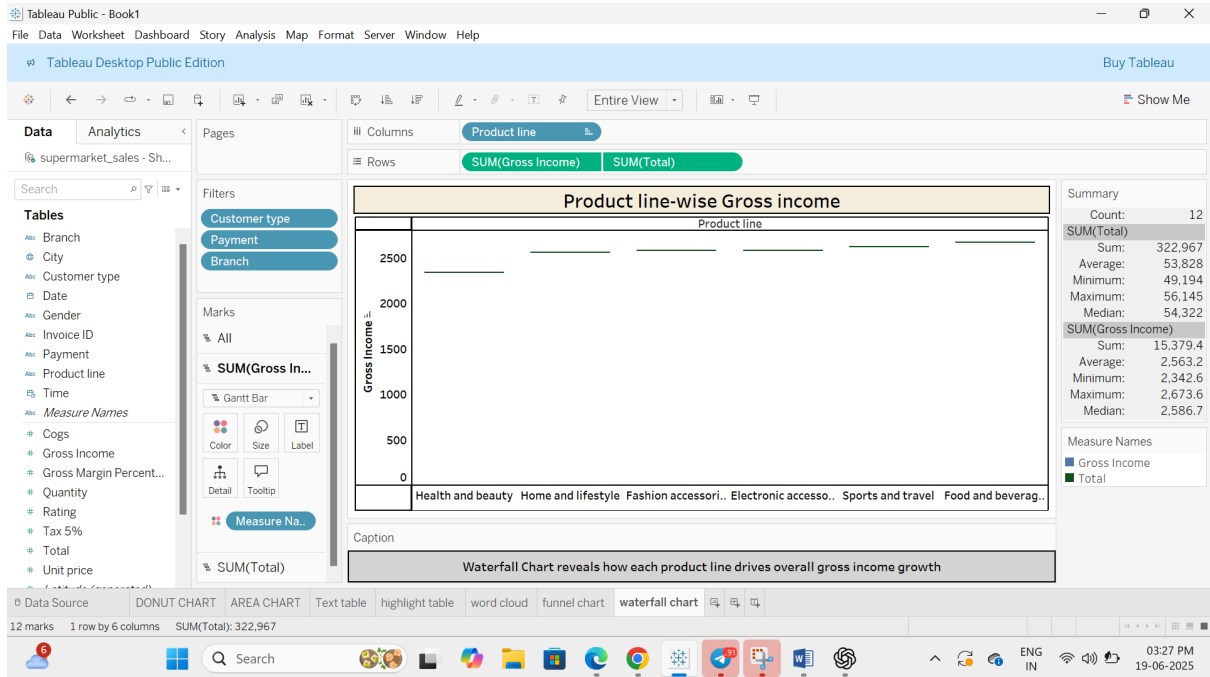 Tableau Public - Book1
File Data Worksheet Dashboard Story Analysis Map Format Server Window Help
Tableau Desktop Public Edition
Buy Tableau
Entire View
Show Me
Data
Analytics
supermarket_sales - Sh...
Search
Tables
Abc Branch
City
Abc Customer type
Date
Abc Gender
Abc Invoice ID
Abc Payment
Abc Product line
Time
Abc Measure Names
# Cogs
# Gross Income
# Gross Margin Percent...
# Quantity
# Rating
# Tax 5%
# Total
# Unit price
Pages
Filters
Customer type
Payment
Branch
Marks
All
SUM(Gross In...
Gantt Bar
Color
Size
Label
Detail
Tooltip
Measure Na..
SUM(Total)
Columns
Product line
Rows
SUM(Gross Income)
SUM(Total)
Product line-wise Gross income
Product line
Gross Income
2500
2000
1500
1000
500
0
Health and beauty
Home and lifestyle
Fashion accessori..
Electronic accesso..
Sports and travel
Food and beverag..
Caption
Waterfall Chart reveals how each product line drives overall gross income growth
Summary
Count: 12
SUM(Total)
Sum: 322,967
Average: 53,828
Minimum: 49,194
Maximum: 56,145
Median: 54,322
SUM(Gross Income)
Sum: 15,379.4
Average: 2,563.2
Minimum: 2,342.6
Maximum: 2,673.6
Median: 2,586.7
Measure Names
Gross Income
Total
Data Source
DONUT CHART
AREA CHART
Text table
highlight table
word cloud
funnel chart
waterfall chart
12 marks 1 row by 6 columns SUM(Total): 322,967
6
Search
91
ENG
IN
03:27 PM
19-06-2025